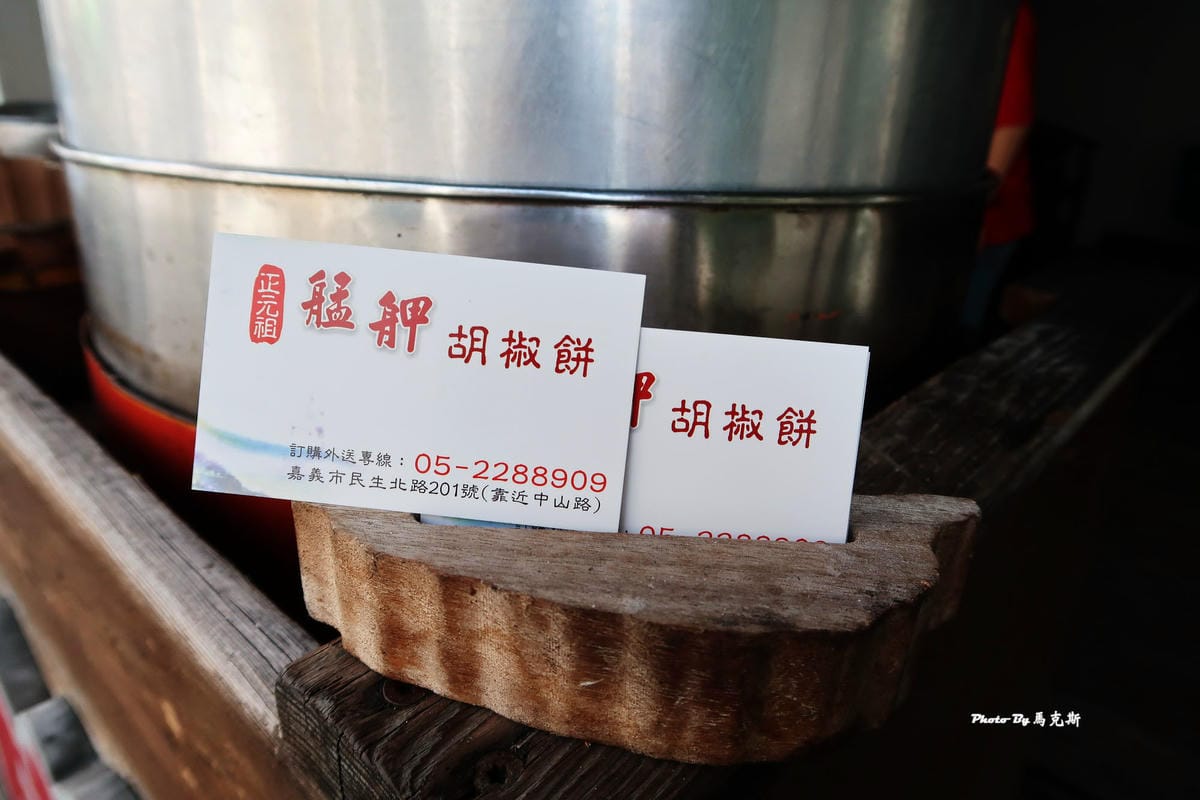 正元祖 艋舺 胡椒餅
訂購外送專線：05-2288909
嘉義市民生北路201號(靠近中山路)
胡椒餅
Photo By 馬克斯